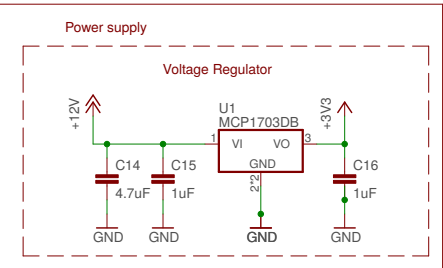 Power supply
Voltage Regulator
+12V
U1
MCP1703DB
+3V3
1
VI
VO
3
GND
2*2
C14
4.7uF
C15
1uF
C16
1uF
GND
GND
GND
GND